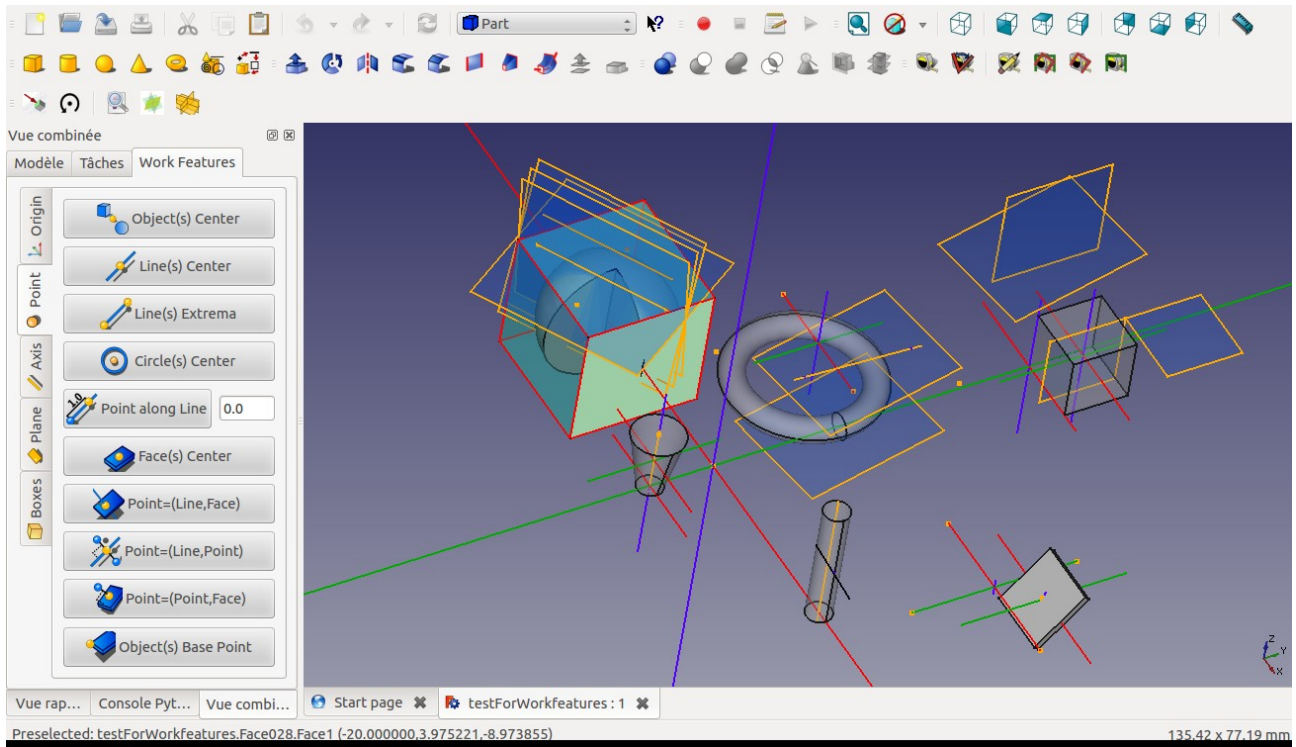 Part
Vue combinée
Modèle Tâches Work Features
Origin
Point
Axis
Plane
Boxes
Object(s) Center
Line(s) Center
Line(s) Extrema
Circle(s) Center
1.0
Point along Line 0.0
Face(s) Center
Point=(Line,Face)
Point=(Line,Point)
Point=(Point,Face)
Object(s) Base Point
Z
Y
X
Vue rap... Console Pyt... Vue combi... Start page testForWorkfeatures : 1
Preselected: testForWorkfeatures.Face028.Face1 (-20.000000,3.975221,-8.973855) 135.42 x 77.19 mm